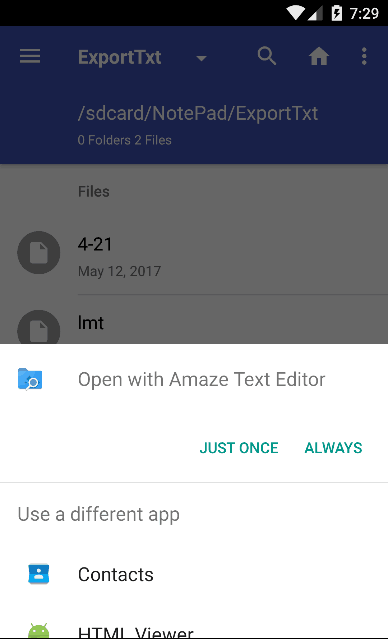 7:29
ExportTxt
/sdcard/NotePad/ExportTxt
0 Folders 2 Files
Files
4-21
May 12, 2017
lmt
Open with Amaze Text Editor
JUST ONCE ALWAYS
Use a different app
Contacts
HTML Viewer